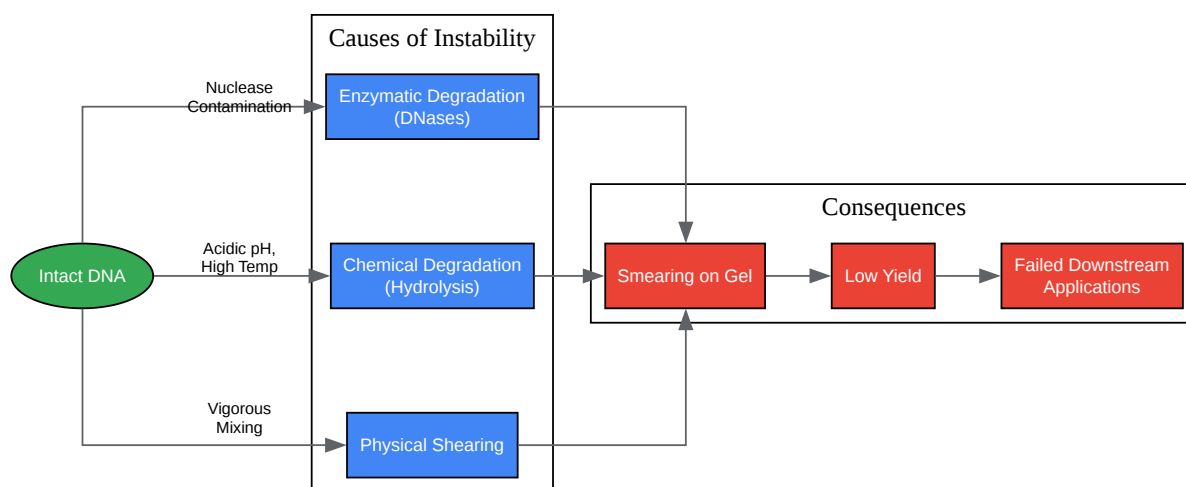 Causes of Instability
Nuclease
Contamination
Enzymatic Degradation
(DNases)
Consequences
Intact DNA
Acidic pH,
High Temp
Chemical Degradation
(Hydrolysis)
Smearing on Gel
Low Yield
Failed Downstream
Applications
Vigorous
Mixing
Physical Shearing